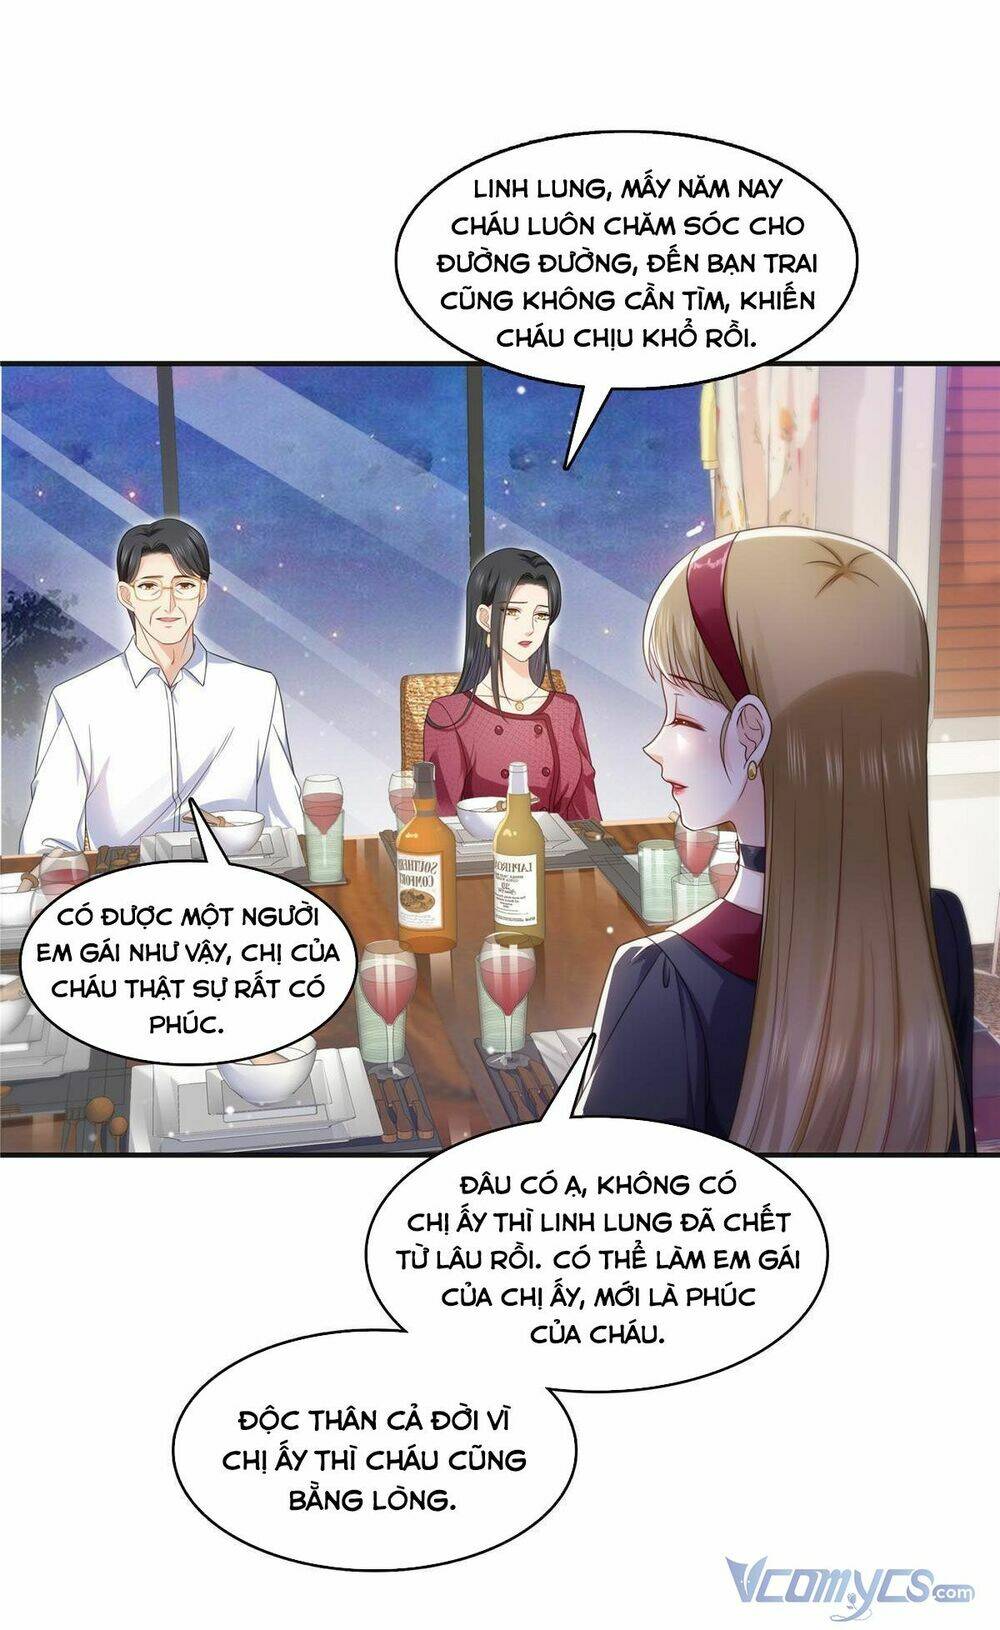 LINH LUNG, MẤY NĂM NAY
CHÁU LUÔN CHĂM SÓC CHO
ĐƯỜNG ĐƯỜNG, ĐẾN BẠN TRAI
CŨNG KHÔNG CẦN TÌM, KHIẾN
CHÁU CHỊU KHỔ RỒI.
SOUTHERN
COMFORT
LAPHROAIG
10
CÓ ĐƯỢC MỘT NGƯỜI
EM GÁI NHƯ VẬY, CHỊ CỦA
CHÁU THẬT SỰ RẤT CÓ
PHÚC.
ĐÂU CÓ Ạ, KHÔNG CÓ
CHỊ ẤY THÌ LINH LUNG ĐÃ CHẾT
TỪ LÂU RỒI. CÓ THỂ LÀM EM GÁI
CỦA CHỊ ẤY, MỚI LÀ PHÚC
CỦA CHÁU.
ĐỘC THÂN CẢ ĐỜI VÌ
CHỊ ẤY THÌ CHÁU CŨNG
BẰNG LÒNG.
VCOMYCS.com